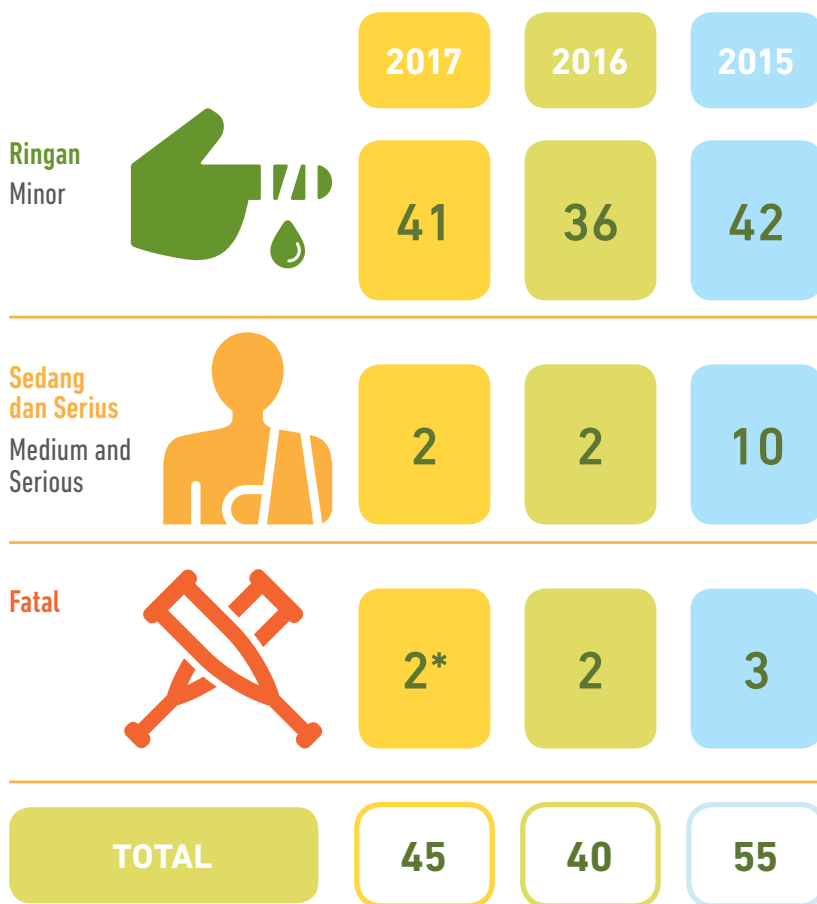 2017 2016 2015
Ringan
Minor
41 36 42
Sedang
dan Serius
Medium and
Serious
2 2 10
Fatal
2* 2 3
TOTAL 45 40 55